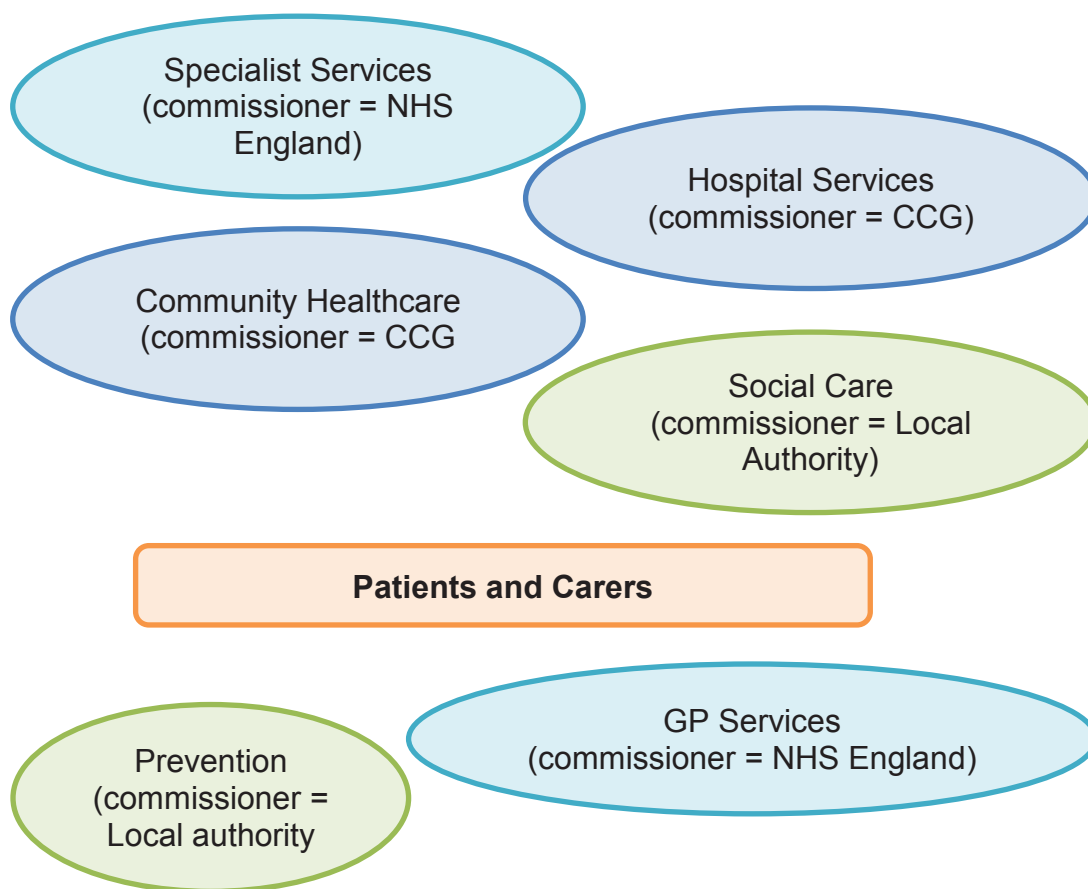 Specialist Services
(commissioner = NHS
England)
Hospital Services
(commissioner = CCG)
Community Healthcare
(commissioner = CCG
Social Care
(commissioner = Local
Authority)
Patients and Carers
GP Services
(commissioner = NHS England)
Prevention
(commissioner =
Local authority